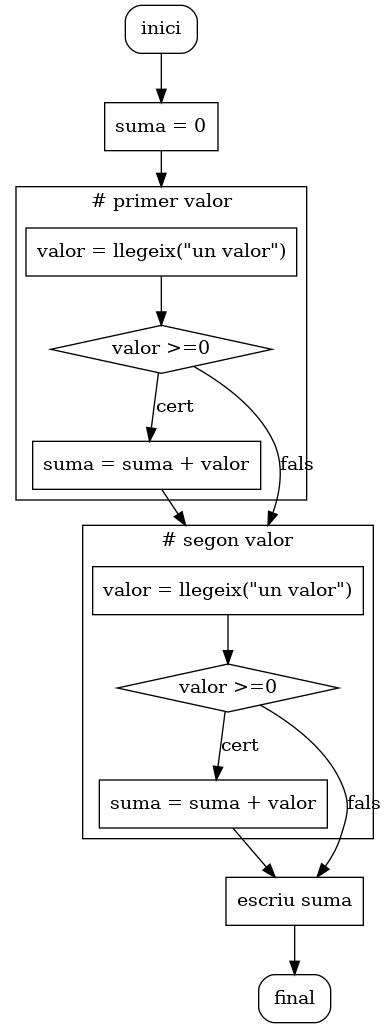 inici
suma = 0
# primer valor
valor = llegeix("un valor")
valor >=0
cert
fals
suma = suma + valor
# segon valor
valor = llegeix("un valor")
valor >=0
cert
fals
suma = suma + valor
escriu suma
final